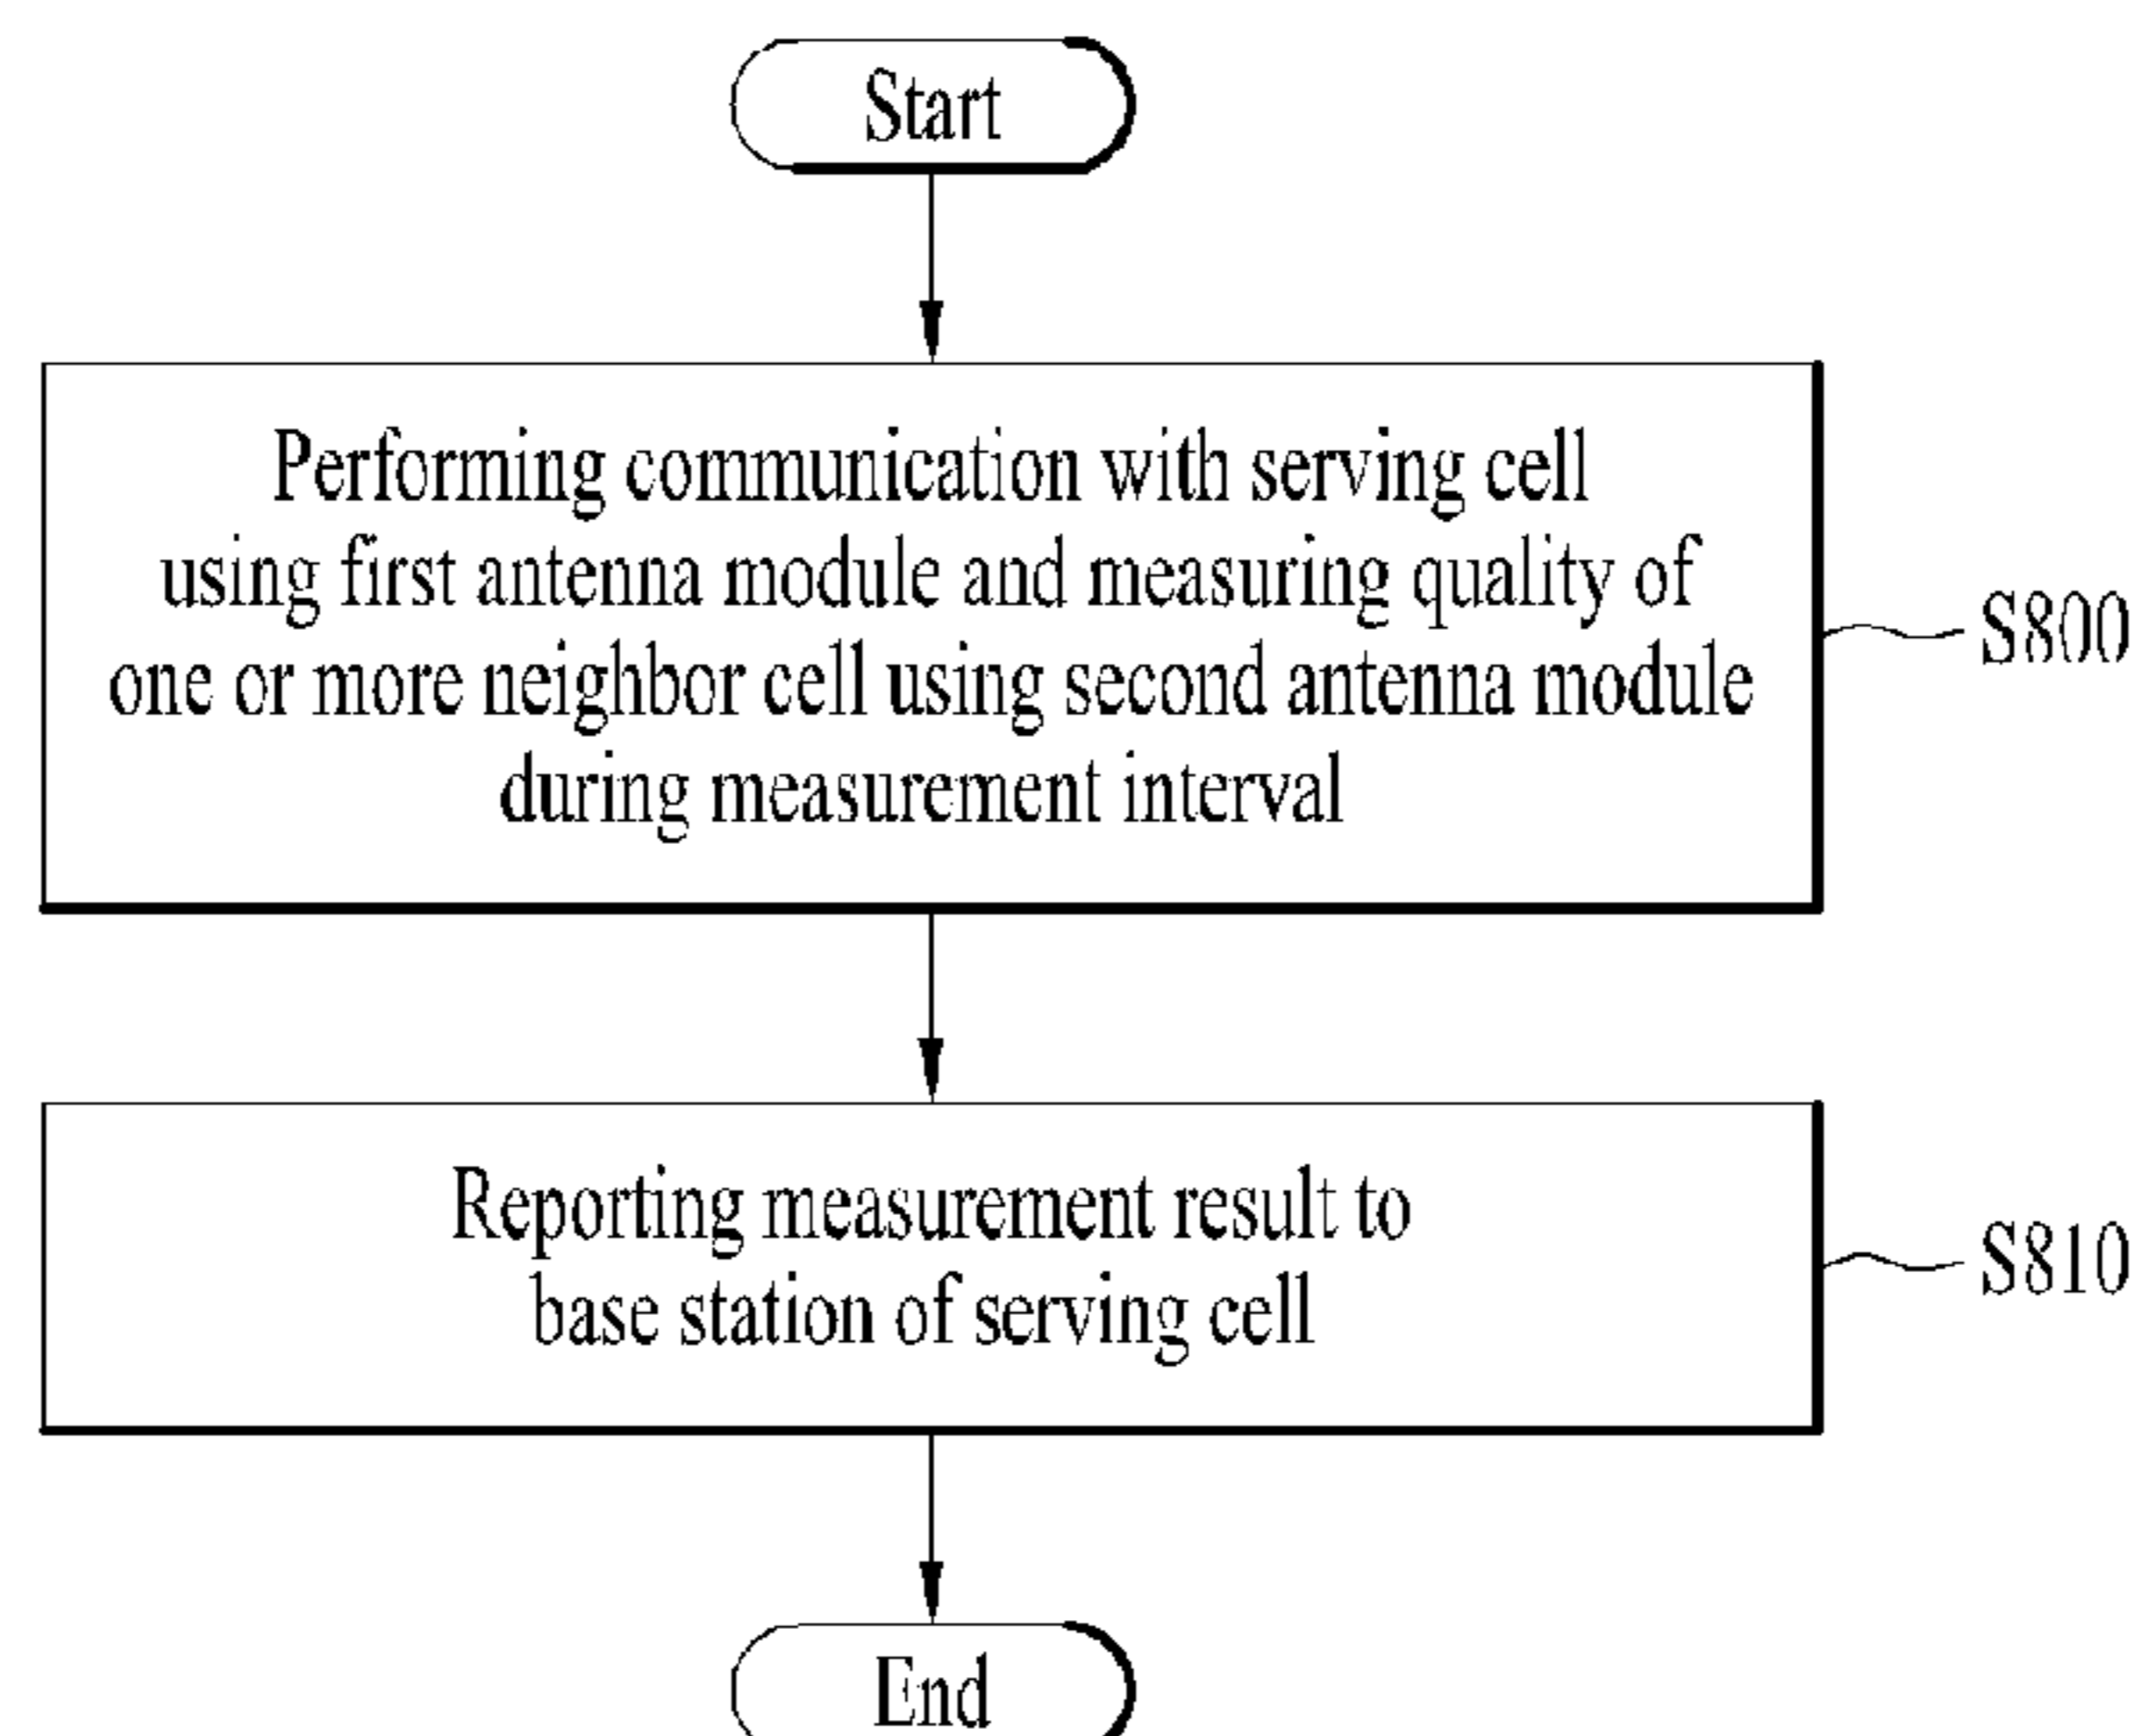 Start
Performing communication with serving cell
using first antenna module and measuring quality of
one or more neighbor cell using second antenna module
during measurement interval
S800
Reporting measurement result to
base station of serving cell
S810
End